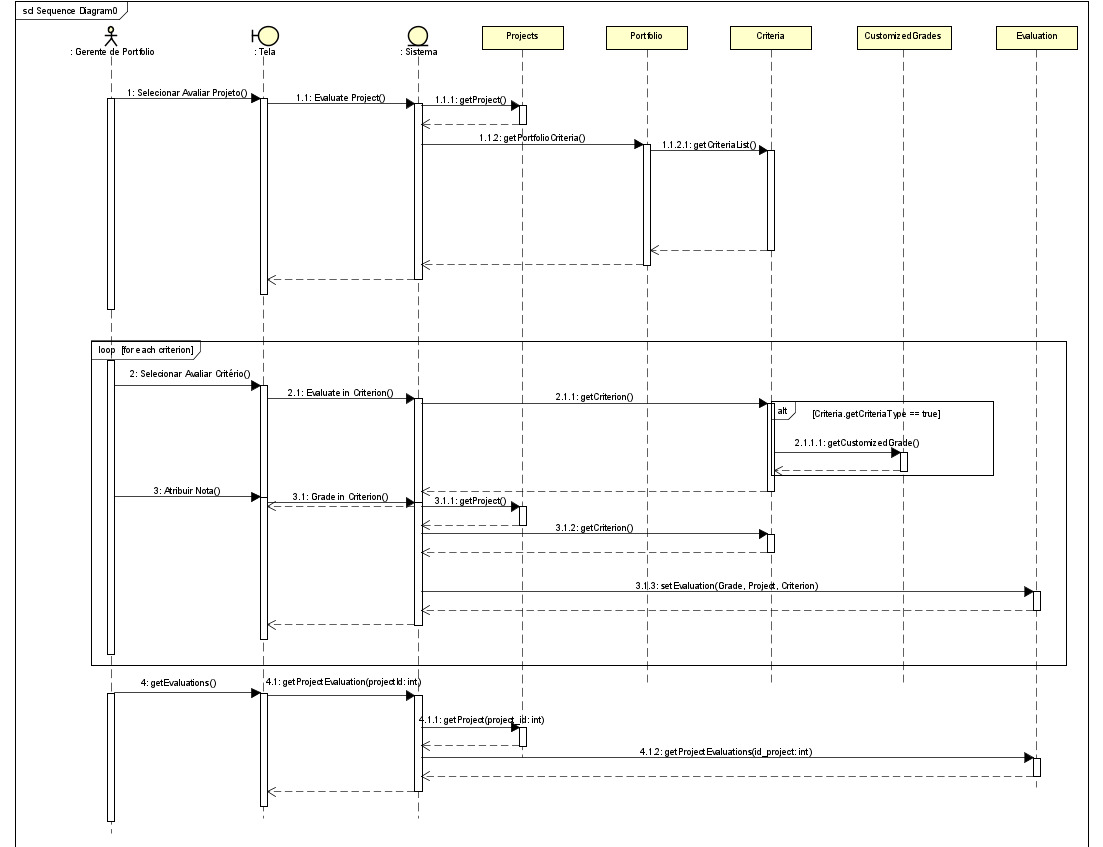 sd Sequence Diagram0
: Gerente de Portfolio
: Tela
: Sistema
Projects
Portfolio
Criteria
CustomizedGrades
Evaluation
1: Selecionar Avaliar Projeto()
1.1: Evaluate Project()
1.1.1: getProject()
1.1.2: getPortfolioCriteria()
1.1.2.1: getCriteriaList()
loop [for each criterion]
2: Selecionar Avaliar Critério()
2.1: Evaluate in Criterion()
2.1.1: getCriterion()
alt [Criteria.getCriteriaType == true]
2.1.1.1: getCustomizedGrade()
3: Atribuir Nota()
3.1: Grade in Criterion()
3.1.1: getProject()
3.1.2: getCriterion()
3.1.3: setEvaluation(Grade, Project, Criterion)
4: getEvaluations()
4.1: getProjectEvaluation(projectId: int)
4.1.1: getProject(project_id: int)
4.1.2: getProjectEvaluations(id_project: int)